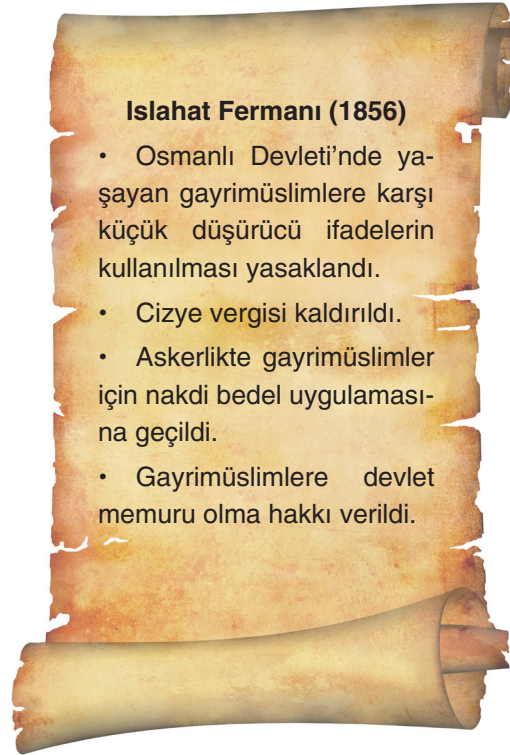 Islahat Fermanı (1856)
• Osmanlı Devleti’nde ya-
şayan gayrimüslimlere karşı
küçük düşürücü ifadelerin
kullanılması yasaklandı.
• Cizye vergisi kaldırıldı.
• Askerlikte gayrimüslimler
için nakdi bedel uygulaması-
na geçildi.
• Gayrimüslimlere devlet
memuru olma hakkı verildi.